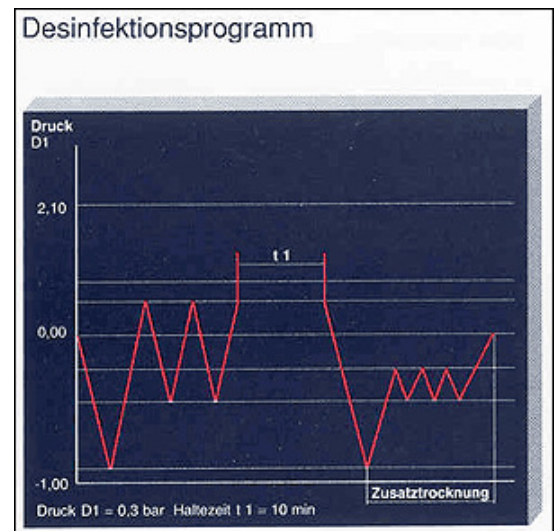 Desinfektionsprogramm
Druck
D1
2,10
t 1
0,00
-1,00
Zusatztrocknung
Druck D1 = 0,3 bar Haltezeit t 1 = 10 min